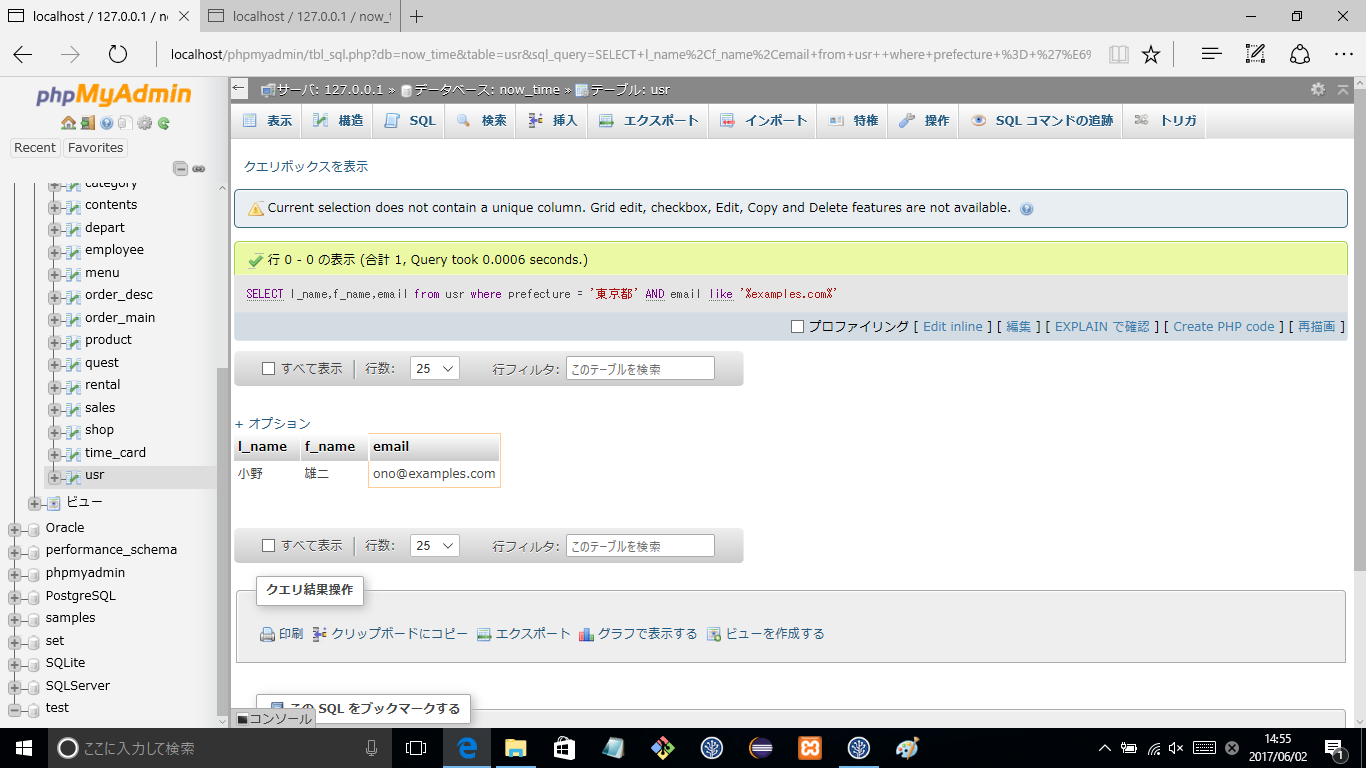 localhost / 127.0.0.1 / no
localhost / 127.0.0.1 / now_t
localhost/phpmyadmin/tbl_sql.php?db=now_time&table=usr&sql_query=SELECT+l_name%2Cf_name%2Cemail+from+usr++where+prefecture+%3D+%27%E6%
phpMyAdmin
Recent Favorites
category
contents
depart
employee
menu
order_desc
order_main
product
quest
rental
sales
shop
time_card
usr
ビュー
Oracle
performance_schema
phpmyadmin
PostgreSQL
samples
set
SQLite
SQLServer
test
サーバ: 127.0.0.1 » データベース: now_time » テーブル: usr
表示 構造 SQL 検索 挿入 エクスポート インポート 特権 操作 SQL コマンドの追跡 トリガ
クエリボックスを表示
Current selection does not contain a unique column. Grid edit, checkbox, Edit, Copy and Delete features are not available.
行 0 - 0 の表示 (合計 1, Query took 0.0006 seconds.)
SELECT l_name,f_name,email from usr where prefecture = '東京都' AND email like '%examples.com%'
プロファイリング [ Edit inline ] [ 編集 ] [ EXPLAIN で確認 ] [ Create PHP code ] [ 再描画 ]
すべて表示 行数: 25 行フィルタ: このテーブルを検索
+ オプション
l_name f_name email
小野 雄二 ono@examples.com
すべて表示 行数: 25 行フィルタ: このテーブルを検索
クエリ結果操作
印刷 クリップボードにコピー エクスポート グラフで表示する ビューを作成する
この SQL をブックマークする
コンソール
ここに入力して検索
14:55
2017/06/02
1